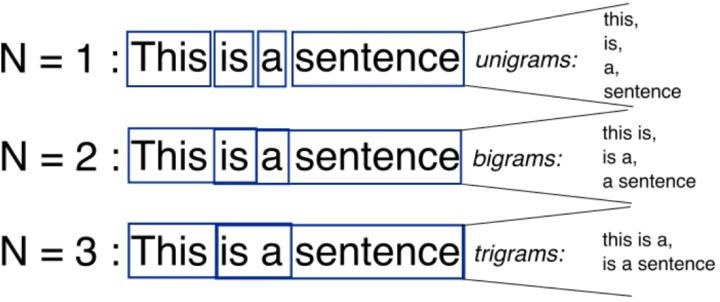 N = 1 : This is a sentence unigrams:
this,
is,
a,
sentence
N = 2 : This is a sentence bigrams:
this is,
is a,
a sentence
N = 3 : This is a sentence trigrams:
this is a,
is a sentence